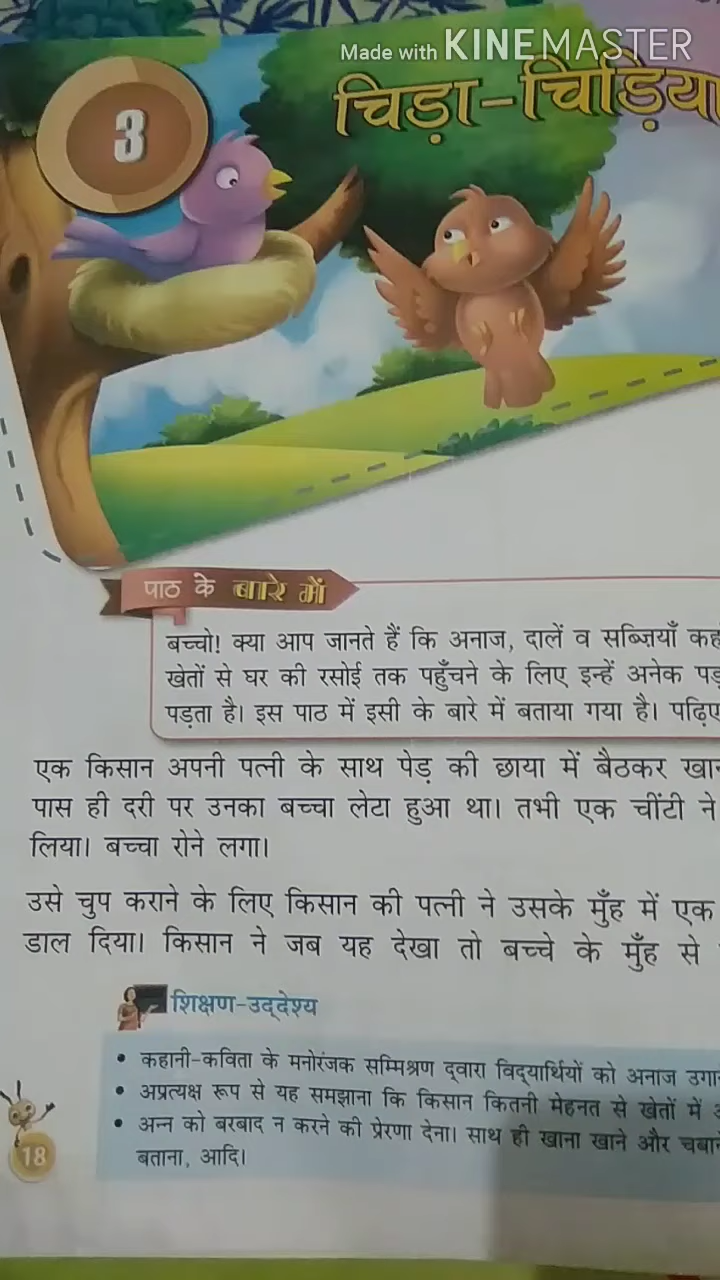 Made with KINEMASTER
3
चिड़ा-चिड़िया
पाठ के बारे में
बच्चो! क्या आप जानते हैं कि अनाज, दालें व सब्ज़ियाँ
खेतों से घर की रसोई तक पहुँचने के लिए इन्हें अनेक
पड़ता है। इस पाठ में इसी के बारे में बताया गया है।
एक किसान अपनी पत्नी के साथ पेड़ की छाया में बैठकर
पास ही दरी पर उनका बच्चा लेटा हुआ था। तभी एक चींटी ने
लिया। बच्चा रोने लगा।
उसे चुप कराने के लिए किसान की पत्नी ने उसके मुँह में एक
डाल दिया। किसान ने जब यह देखा तो बच्चे के मुँह से
शिक्षण-उद्देश्य
• कहानी-कविता के मनोरंजक सम्मिश्रण द्वारा विद्यार्थियों को अनाज
• अप्रत्यक्ष रूप से यह समझाना कि किसान कितनी मेहनत से खेतों में
• अन्न को बरबाद न करने की प्रेरणा देना। साथ ही खाना खाने और
बताना, आदि।
18